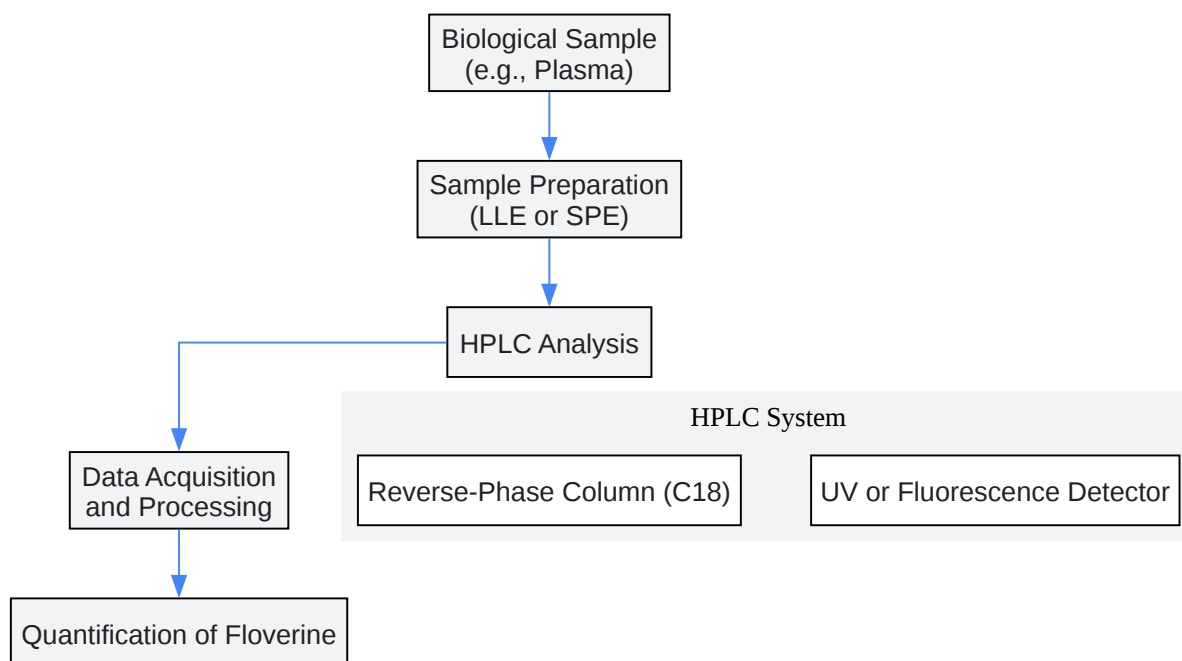 Biological Sample
(e.g., Plasma)
Sample Preparation
(LLE or SPE)
HPLC Analysis
HPLC System
Reverse-Phase Column (C18)
UV or Fluorescence Detector
Data Acquisition
and Processing
Quantification of Floverine